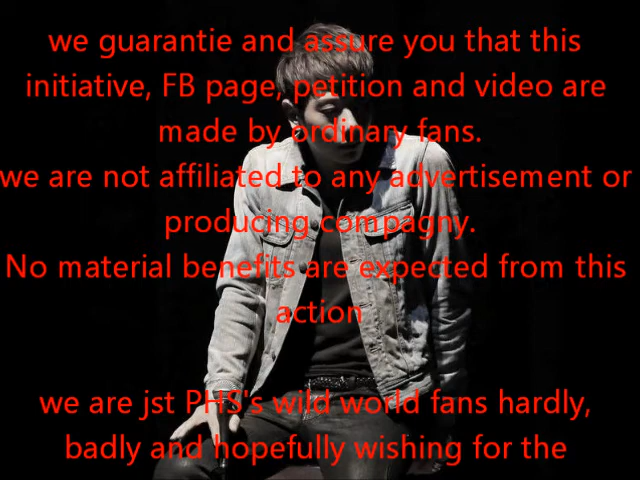 we guarantie and assure you that this
initiative, FB page, petition and video are
made by ordinary fans.
we are not affiliated to any advertisement or
producing compagny.
No material benefits are expected from this
action
we are jst PHS's wild world fans hardly,
badly and hopefully wishing for the